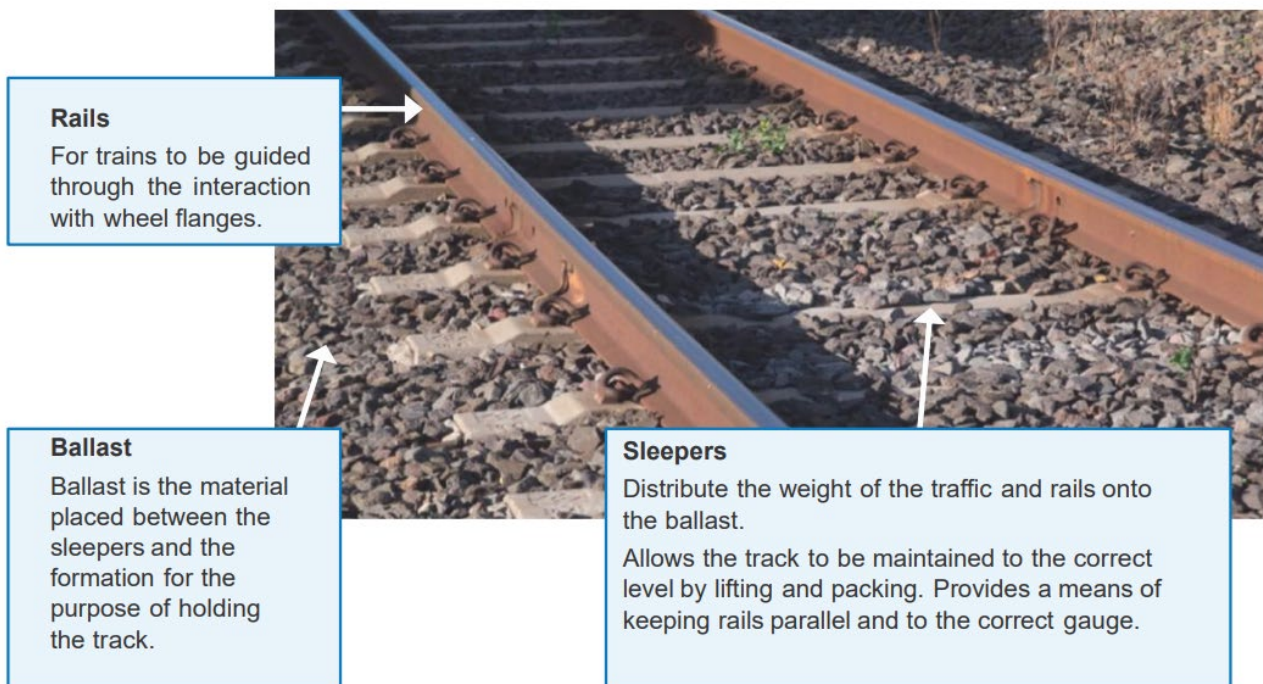 Rails
For trains to be guided
through the interaction
with wheel flanges.
Ballast
Ballast is the material
placed between the
sleepers and the
formation for the
purpose of holding
the track.
Sleepers
Distribute the weight of the traffic and rails onto
the ballast.
Allows the track to be maintained to the correct
level by lifting and packing. Provides a means of
keeping rails parallel and to the correct gauge.